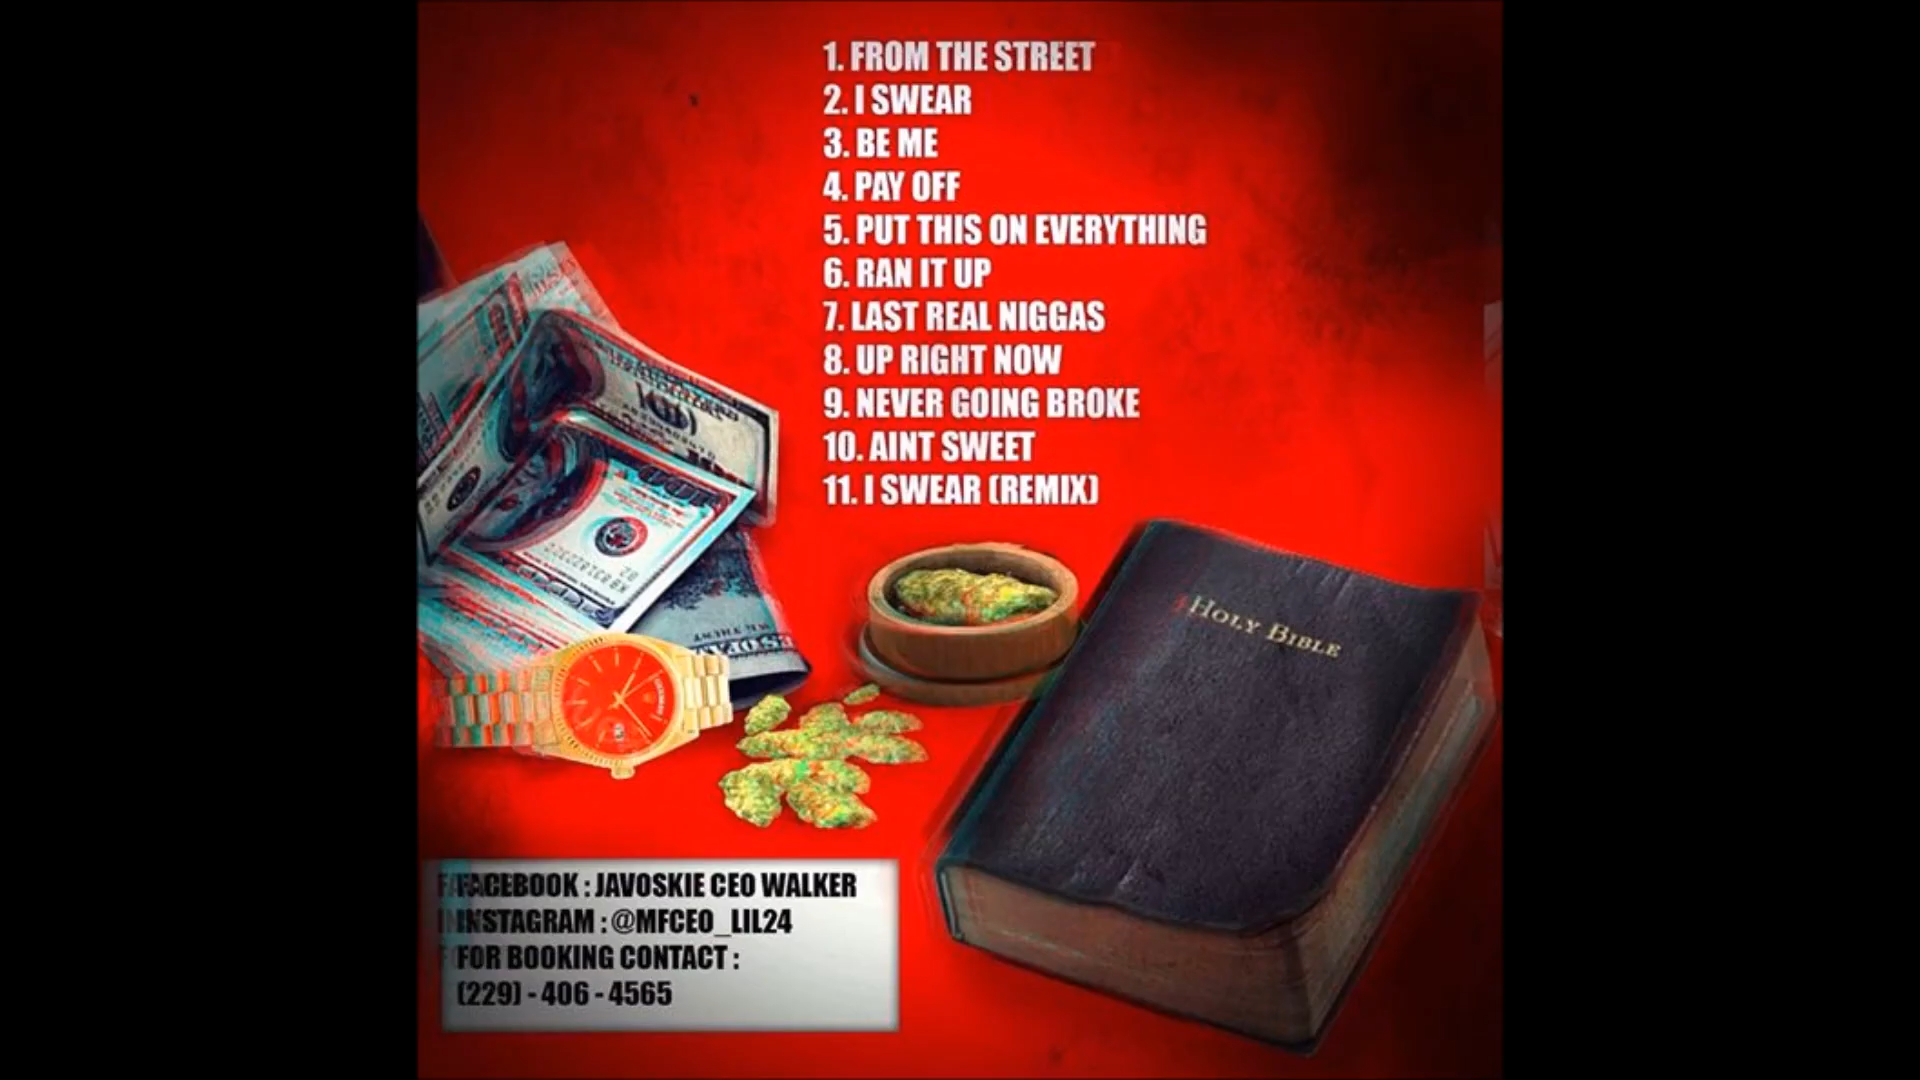 1. FROM THE STREET
2. I SWEAR
3. BE ME
4. PAY OFF
5. PUT THIS ON EVERYTHING
6. RAN IT UP
7. LAST REAL NIGGAS
8. UP RIGHT NOW
9. NEVER GOING BROKE
10. AINT SWEET
11. I SWEAR (REMIX)
HOLY BIBLE
FACEBOOK : JAVOSKIE CEO WALKER
INSTAGRAM : @MFCEO_LIL24
FOR BOOKING CONTACT :
(229) - 406 - 4565